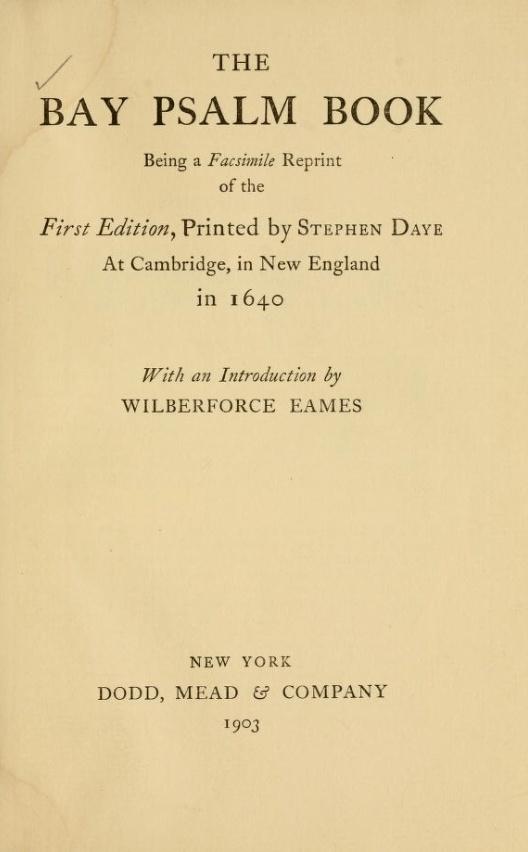 THE
BAY PSALM BOOK
Being a Facsimile Reprint
of the
First Edition, Printed by STEPHEN DAYE
At Cambridge, in New England
in 1640
With an Introduction by
WILBERFORCE EAMES
NEW YORK
DODD, MEAD & COMPANY
1903